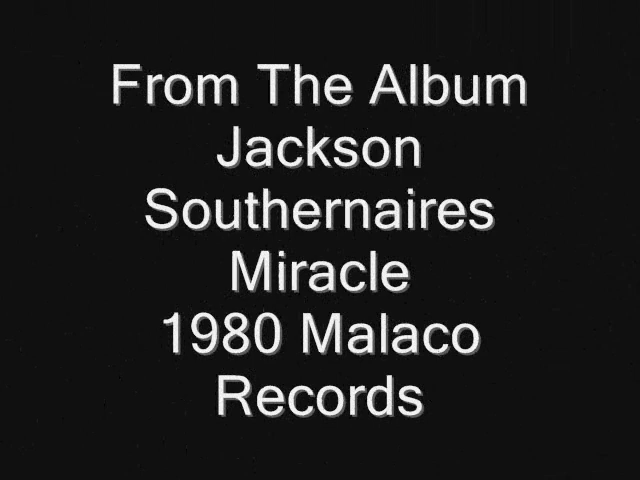 From The Album
Jackson
Southernaires
Miracle
1980 Malaco
Records